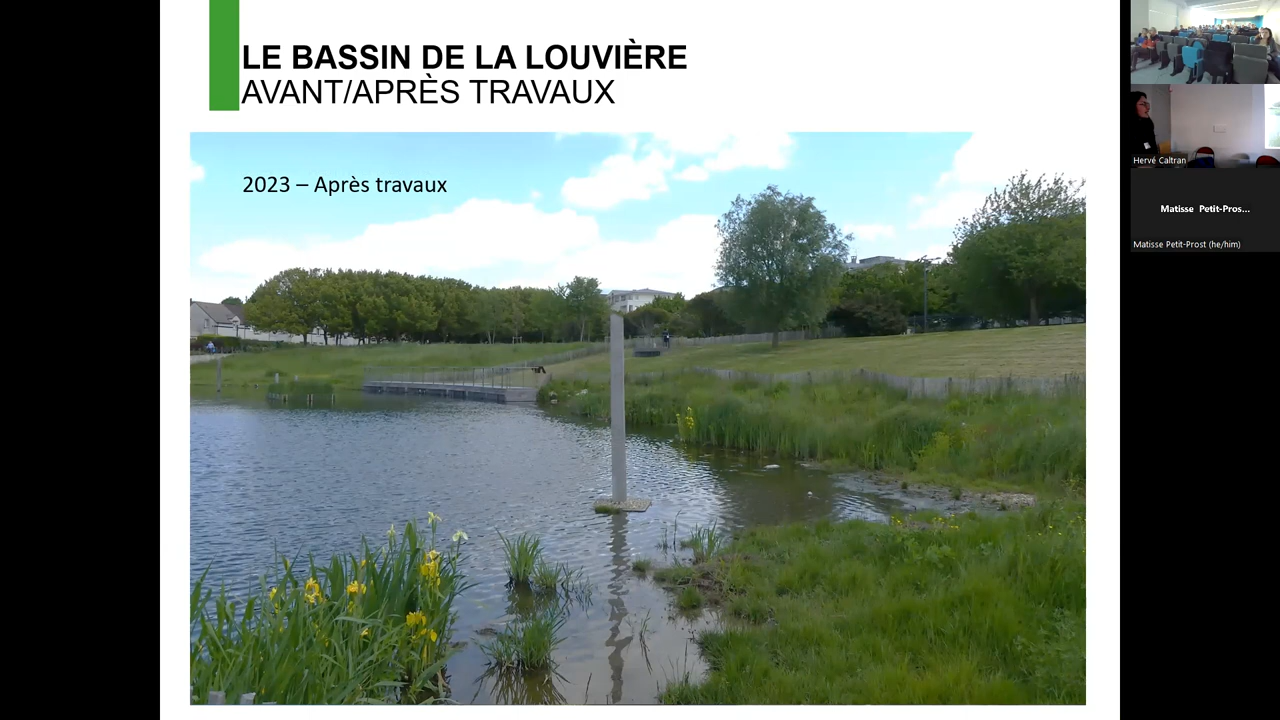 LE BASSIN DE LA LOUVIÈRE
AVANT/APRÈS TRAVAUX
2023 – Après travaux
Hervé Caltran
Matisse Petit-Pros...
Matisse Petit-Prost (he/him)